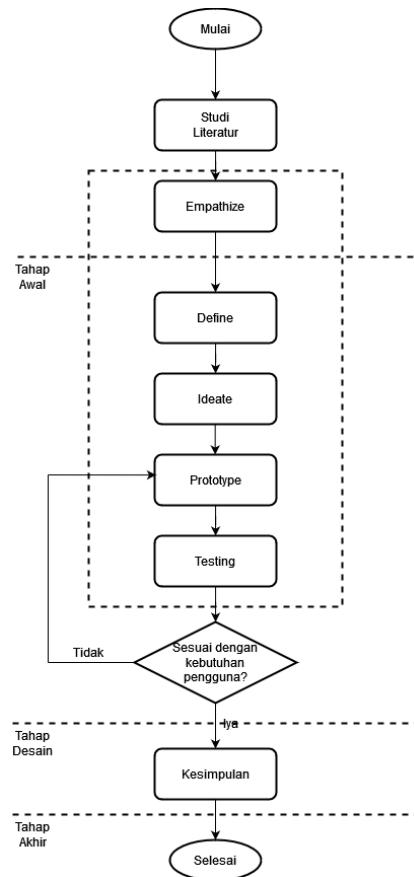 Mulai
Studi
Literatur
Empathize
Tahap
Awal
Define
Ideate
Prototype
Testing
Sesuai dengan
kebutuhan
pengguna?
Tidak
Iya
Tahap
Desain
Kesimpulan
Tahap
Akhir
Selesai